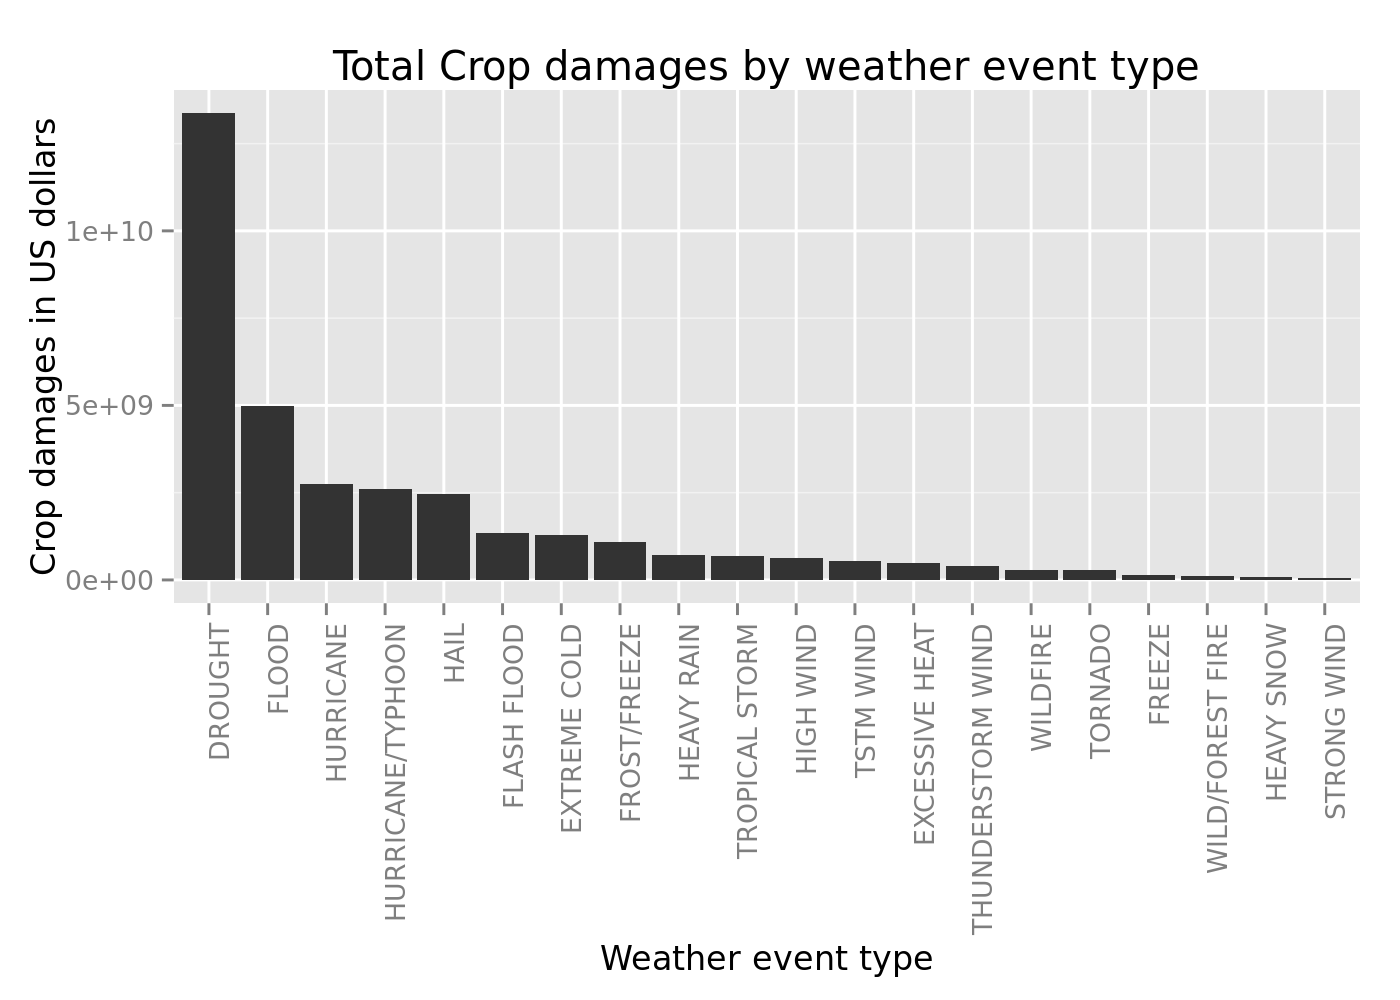 Total Crop damages by weather event type
Crop damages in US dollars
1e+10
5e+09
0e+00
DROUGHT
FLOOD
HURRICANE
HURRICANE/TYPHOON
HAIL
FLASH FLOOD
EXTREME COLD
FROST/FREEZE
HEAVY RAIN
TROPICAL STORM
HIGH WIND
TSTM WIND
EXCESSIVE HEAT
THUNDERSTORM WIND
WILDFIRE
TORNADO
FREEZE
WILD/FOREST FIRE
HEAVY SNOW
STRONG WIND
Weather event type